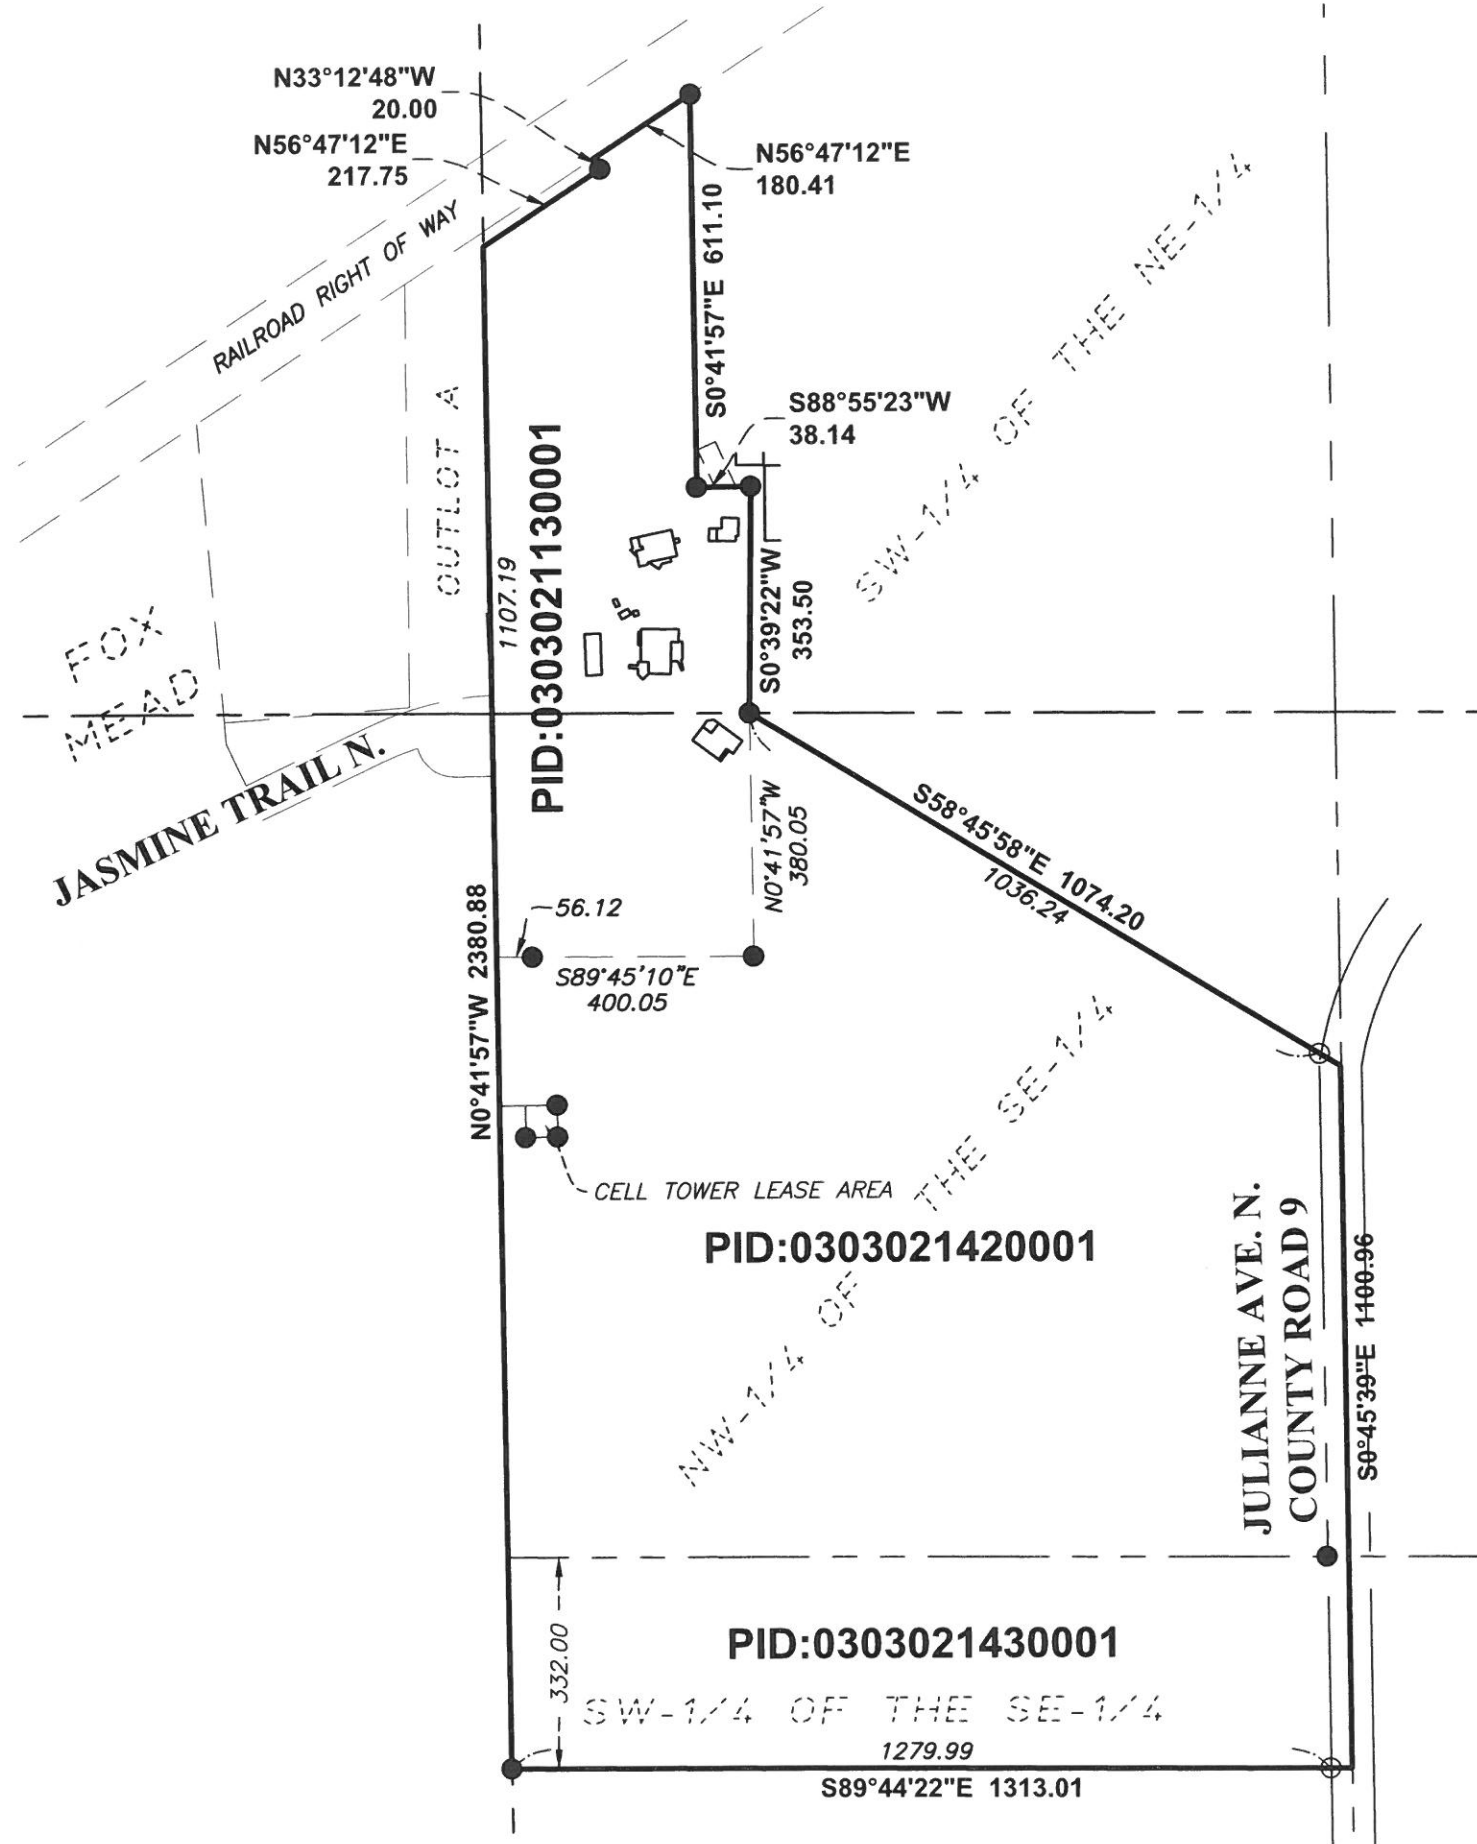 N33°12'48"W
20.00
N56°47'12"E
217.75
N56°47'12"E
180.41
RAILROAD RIGHT OF WAY
S0°41'57"E 611.10
S88°55'23"W
38.14
SW-1/4 OF THE NE-1/4
OUTLOT A
1107.19
PID:0303021130001
S0°39'22"W
353.50
FOX
MEAD
JASMINE TRAIL N.
N0°41'57"W
380.05
S58°45'58"E 1074.20
1036.24
56.12
S89°45'10"E
400.05
N0°41'57"W 2380.88
CELL TOWER LEASE AREA
PID:0303021420001
NW-1/4 OF THE SE-1/4
JULIANNE AVE. N.
COUNTY ROAD 9
S0°45'39"E 1100.96
332.00
PID:0303021430001
SW-1/4 OF THE SE-1/4
1279.99
S89°44'22"E 1313.01